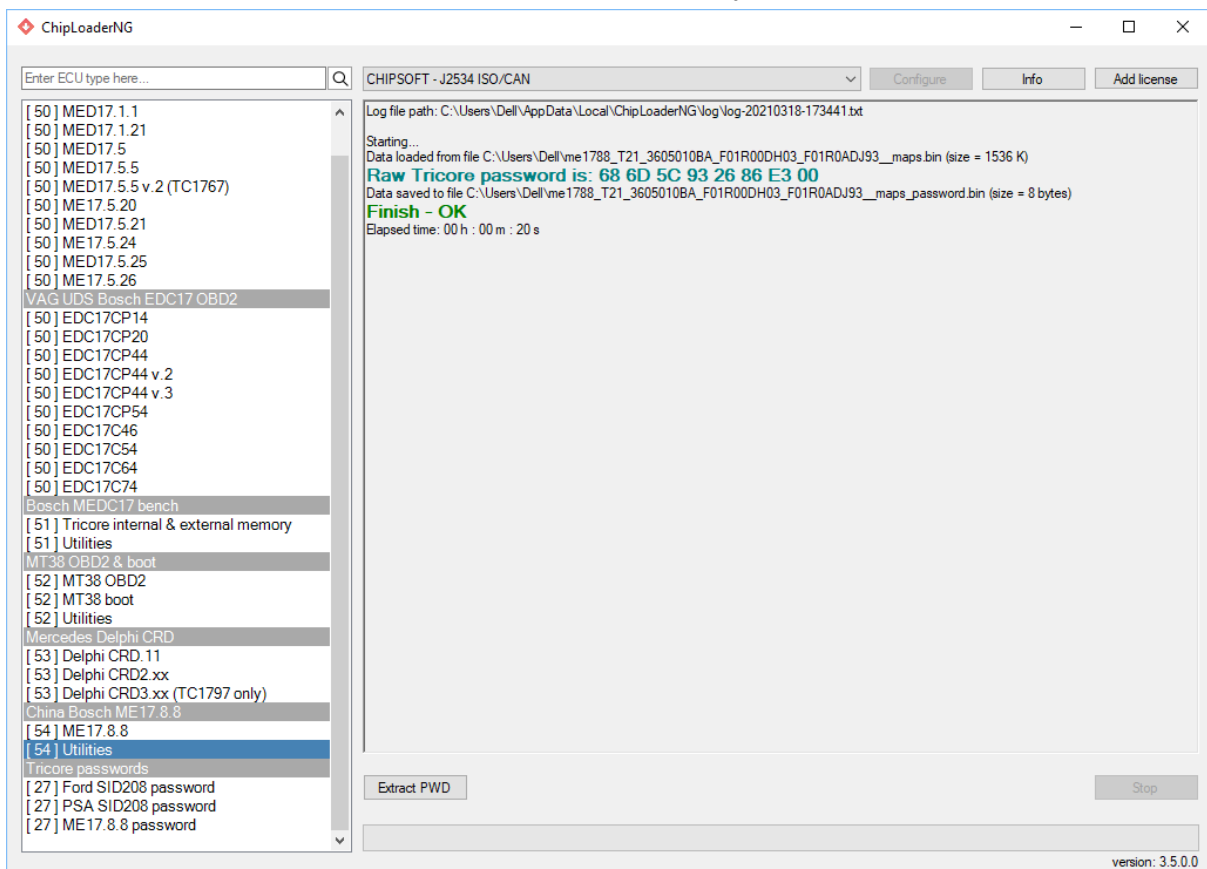 ChipLoaderNG
Enter ECU type here...
CHIPSOFT - J2534 ISO/CAN
Configure
Info
Add license
[ 50 ] MED17.1.1
[ 50 ] MED17.1.21
[ 50 ] MED17.5
[ 50 ] MED17.5.5
[ 50 ] MED17.5.5 v.2 (TC1767)
[ 50 ] ME17.5.20
[ 50 ] MED17.5.21
[ 50 ] ME17.5.24
[ 50 ] MED17.5.25
[ 50 ] ME17.5.26
VAG UDS Bosch EDC17 OBD2
[ 50 ] EDC17CP14
[ 50 ] EDC17CP20
[ 50 ] EDC17CP44
[ 50 ] EDC17CP44 v.2
[ 50 ] EDC17CP44 v.3
[ 50 ] EDC17CP54
[ 50 ] EDC17C46
[ 50 ] EDC17C54
[ 50 ] EDC17C64
[ 50 ] EDC17C74
Bosch MEDC17 bench
[ 51 ] Tricore internal & external memory
[ 51 ] Utilities
MT38 OBD2 & boot
[ 52 ] MT38 OBD2
[ 52 ] MT38 boot
[ 52 ] Utilities
Mercedes Delphi CRD
[ 53 ] Delphi CRD.11
[ 53 ] Delphi CRD2.xx
[ 53 ] Delphi CRD3.xx (TC1797 only)
China Bosch ME17.8.8
[ 54 ] ME17.8.8
[ 54 ] Utilities
Tricore passwords
[ 27 ] Ford SID208 password
[ 27 ] PSA SID208 password
[ 27 ] ME17.8.8 password
Log file path: C:\Users\Dell\AppData\Local\ChipLoaderNG\log\log-20210318-173441.txt
Starting...
Data loaded from file C:\Users\Dell\me1788_T21_3605010BA_F01R00DH03_F01R0ADJ93__maps.bin (size = 1536 K)
Raw Tricore password is: 68 6D 5C 93 26 86 E3 00
Data saved to file C:\Users\Dell\me1788_T21_3605010BA_F01R00DH03_F01R0ADJ93__maps_password.bin (size = 8 bytes)
Finish - OK
Elapsed time: 00 h : 00 m : 20 s
Extract PWD
Stop
version: 3.5.0.0